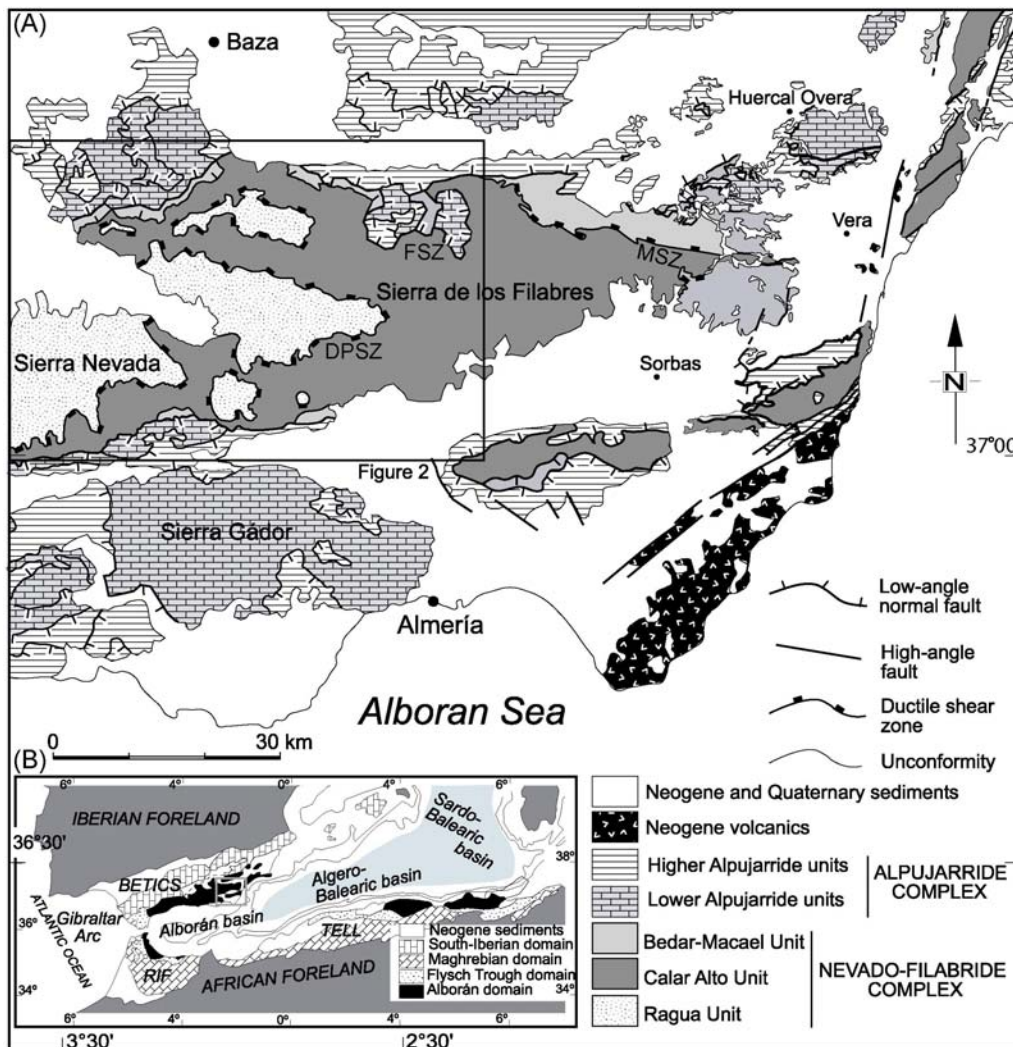 (A)
Baza
Huercal Overa
Vera
FSZ
MSZ
Sierra de los Filabres
DPSZ
Sierra Nevada
Sorbas
N
37°00'
Figure 2
Sierra Gádor
Almería
Alboran Sea
0 30 km
Low-angle
normal fault
High-angle
fault
Ductile shear
zone
Unconformity
Neogene and Quaternary sediments
Neogene volcanics
Higher Alpujarride units
Lower Alpujarride units
ALPUJARRIDE
COMPLEX
Bedar-Macael Unit
Calar Alto Unit
Ragua Unit
NEVADO-FILABRIDE
COMPLEX
(B)
6° 4° 0° 2° 6°
36°30'
IBERIAN FORELAND
Sardo-
Balearic
basin
38°
BETICS
Algero-
Balearic basin
ATLANTIC OCEAN
Gibraltar
Arc
36°
Alborán basin
TELL
RIF
AFRICAN FORELAND
34°
34°
Neogene sediments
South-Iberian domain
Maghrebian domain
Flysch Trough domain
Alborán domain
6° 4° 0° 4° 6°
3°30' 2°30'